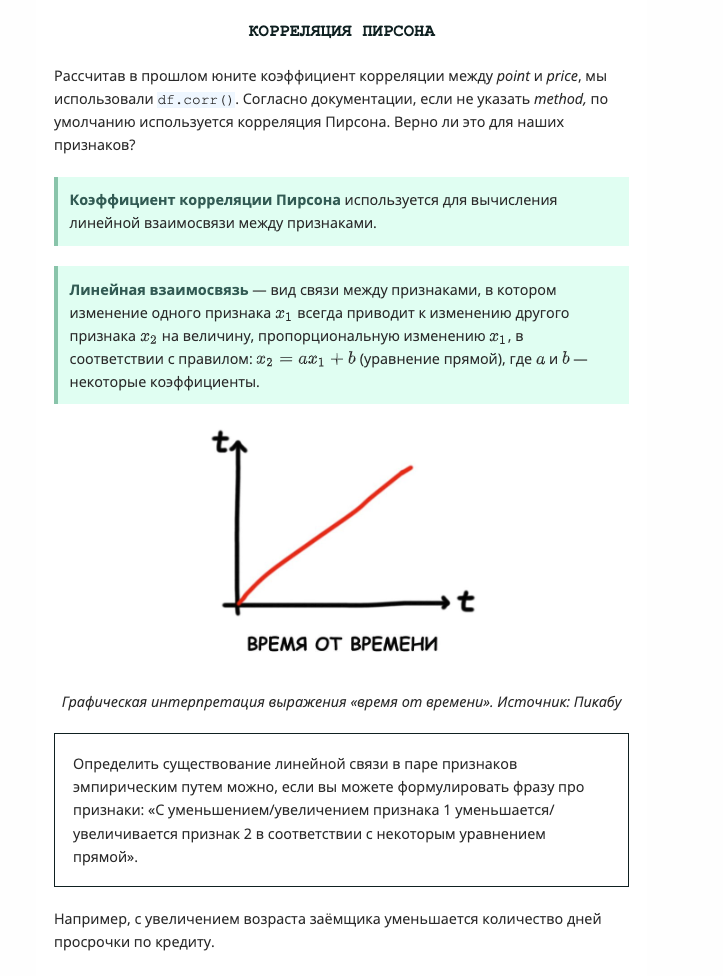 КОРРЕЛЯЦИЯ ПИРСОНА
Рассчитав в прошлом юните коэффициент корреляции между point и price, мы
использовали df.corr(). Согласно документации, если не указать method, по
умолчанию используется корреляция Пирсона. Верно ли это для наших
признаков?
Коэффициент корреляции Пирсона используется для вычисления
линейной взаимосвязи между признаками.
Линейная взаимосвязь — вид связи между признаками, в котором
изменение одного признака x₁ всегда приводит к изменению другого
признака x₂ на величину, пропорциональную изменению x₁, в
соответствии с правилом: x₂ = ax₁ + b (уравнение прямой), где a и b —
некоторые коэффициенты.
t
t
ВРЕМЯ ОТ ВРЕМЕНИ
Графическая интерпретация выражения «время от времени». Источник: Пикабу
Определить существование линейной связи в паре признаков
эмпирическим путем можно, если вы можете формулировать фразу про
признаки: «С уменьшением/увеличением признака 1 уменьшается/
увеличивается признак 2 в соответствии с некоторым уравнением
прямой».
Например, с увеличением возраста заёмщика уменьшается количество дней
просрочки по кредиту.